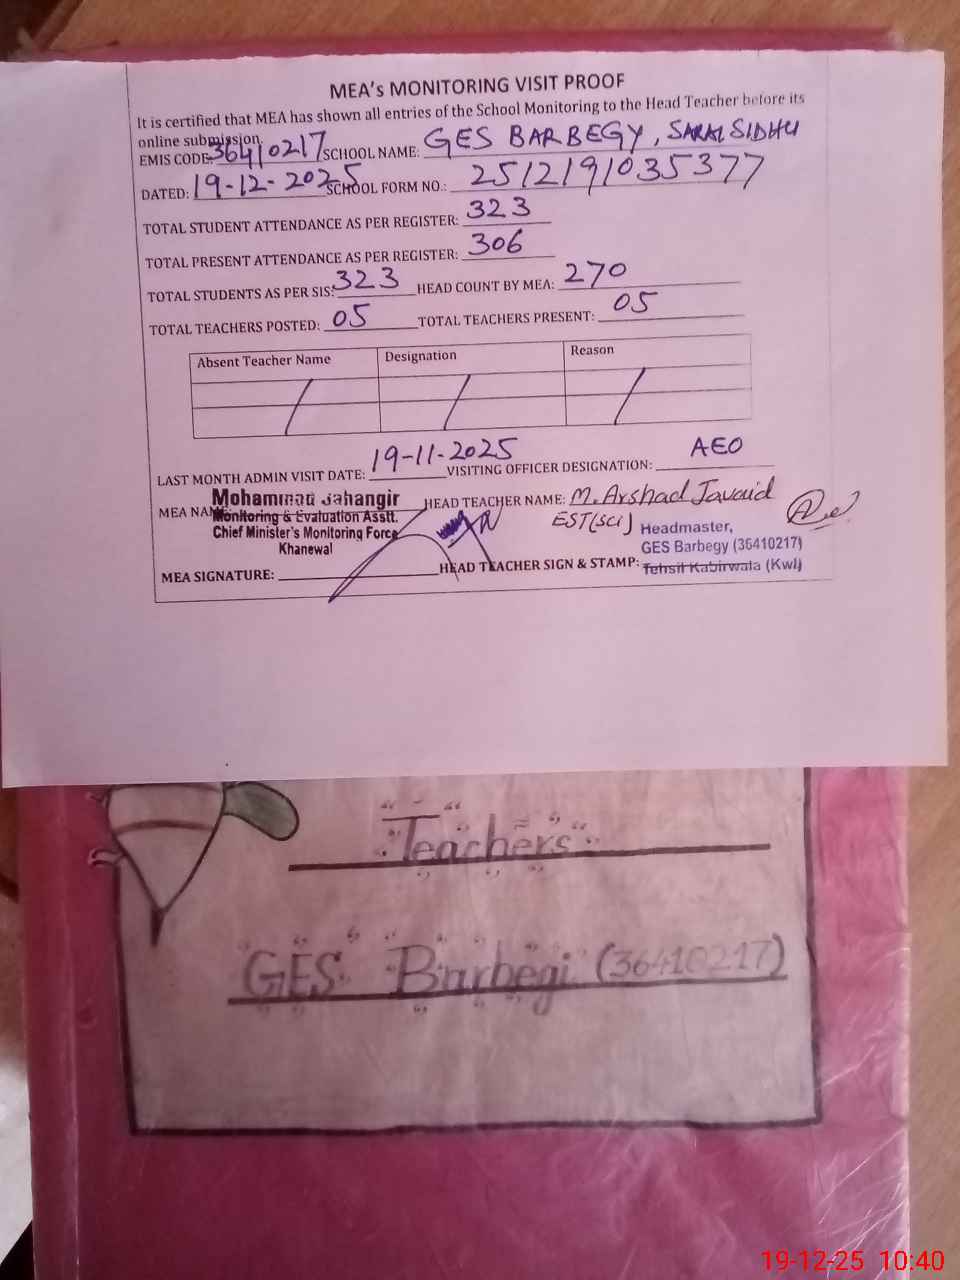 MEA's MONITORING VISIT PROOF
It is certified that MEA has shown all entries of the School Monitoring to the Head Teacher before its
online submission.
EMIS CODE: 36410217 SCHOOL NAME: GES BARBEGY, SARAI SIDHU
DATED: 19-12-2025 SCHOOL FORM NO.: 2512191035377
TOTAL STUDENT ATTENDANCE AS PER REGISTER: 323
TOTAL PRESENT ATTENDANCE AS PER REGISTER: 306
TOTAL STUDENTS AS PER SIS: 323 HEAD COUNT BY MEA: 270
TOTAL TEACHERS POSTED: 05 TOTAL TEACHERS PRESENT: 05
Absent Teacher Name Designation Reason
LAST MONTH ADMIN VISIT DATE: 19-11-2025 VISITING OFFICER DESIGNATION: AEO
MEA NAME Mohammad Jahangir HEAD TEACHER NAME: M. Arshad Javaid
Monitoring & Evaluation Asstt. EST(SCI) Headmaster,
Chief Minister's Monitoring Force GES Barbegy (36410217)
Khanewal
MEA SIGNATURE: HEAD TEACHER SIGN & STAMP: Tehsil Kabirwala (Kwl)
Teachers
GES Barbegi (36410217)
19-12-25 10:40